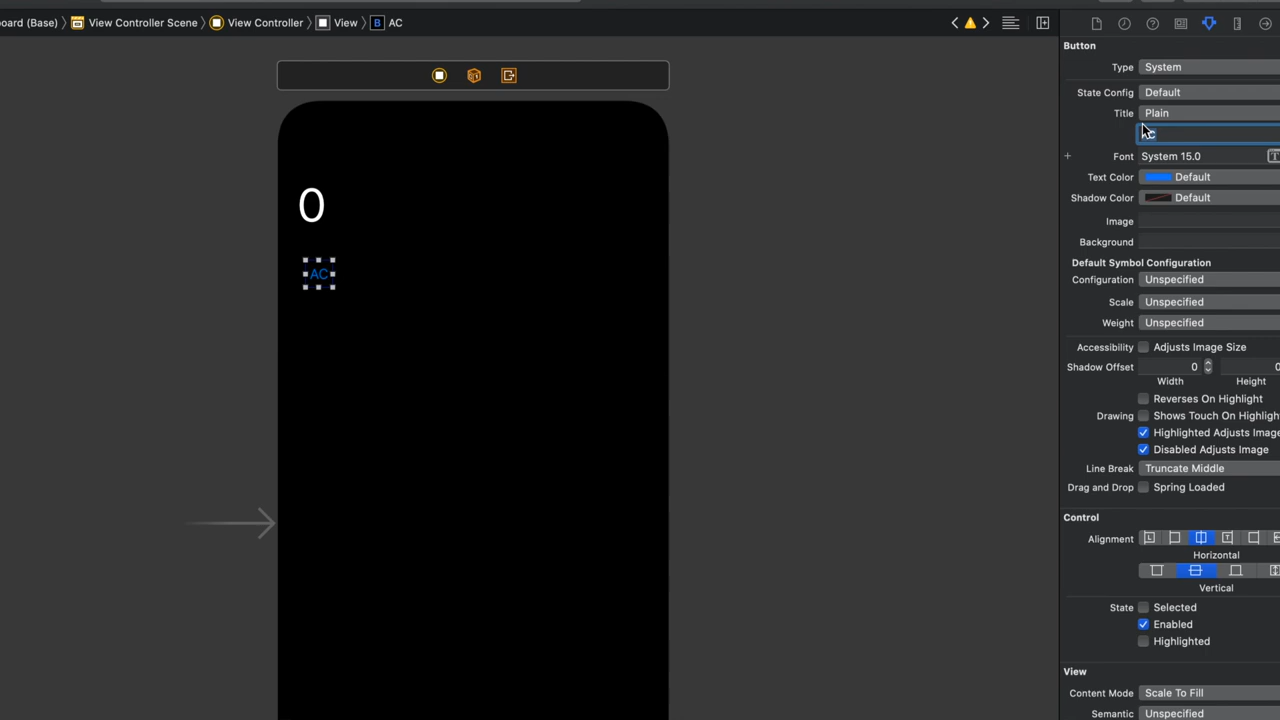 oard (Base) View Controller Scene View Controller View B AC
Button
Type System
State Config Default
Title Plain
Font System 15.0 T
Text Color Default
Shadow Color Default
Image
Background
Default Symbol Configuration
Configuration Unspecified
Scale Unspecified
Weight Unspecified
Accessibility Adjusts Image Size
Shadow Offset 0 0
Width Height
Reverses On Highlight
Drawing Shows Touch On Highligh
Highlighted Adjusts Image
Disabled Adjusts Image
Line Break Truncate Middle
Drag and Drop Spring Loaded
Control
Alignment
Horizontal
Vertical
State Selected
Enabled
Highlighted
View
Content Mode Scale To Fill
Semantic Unspecified
0
AC